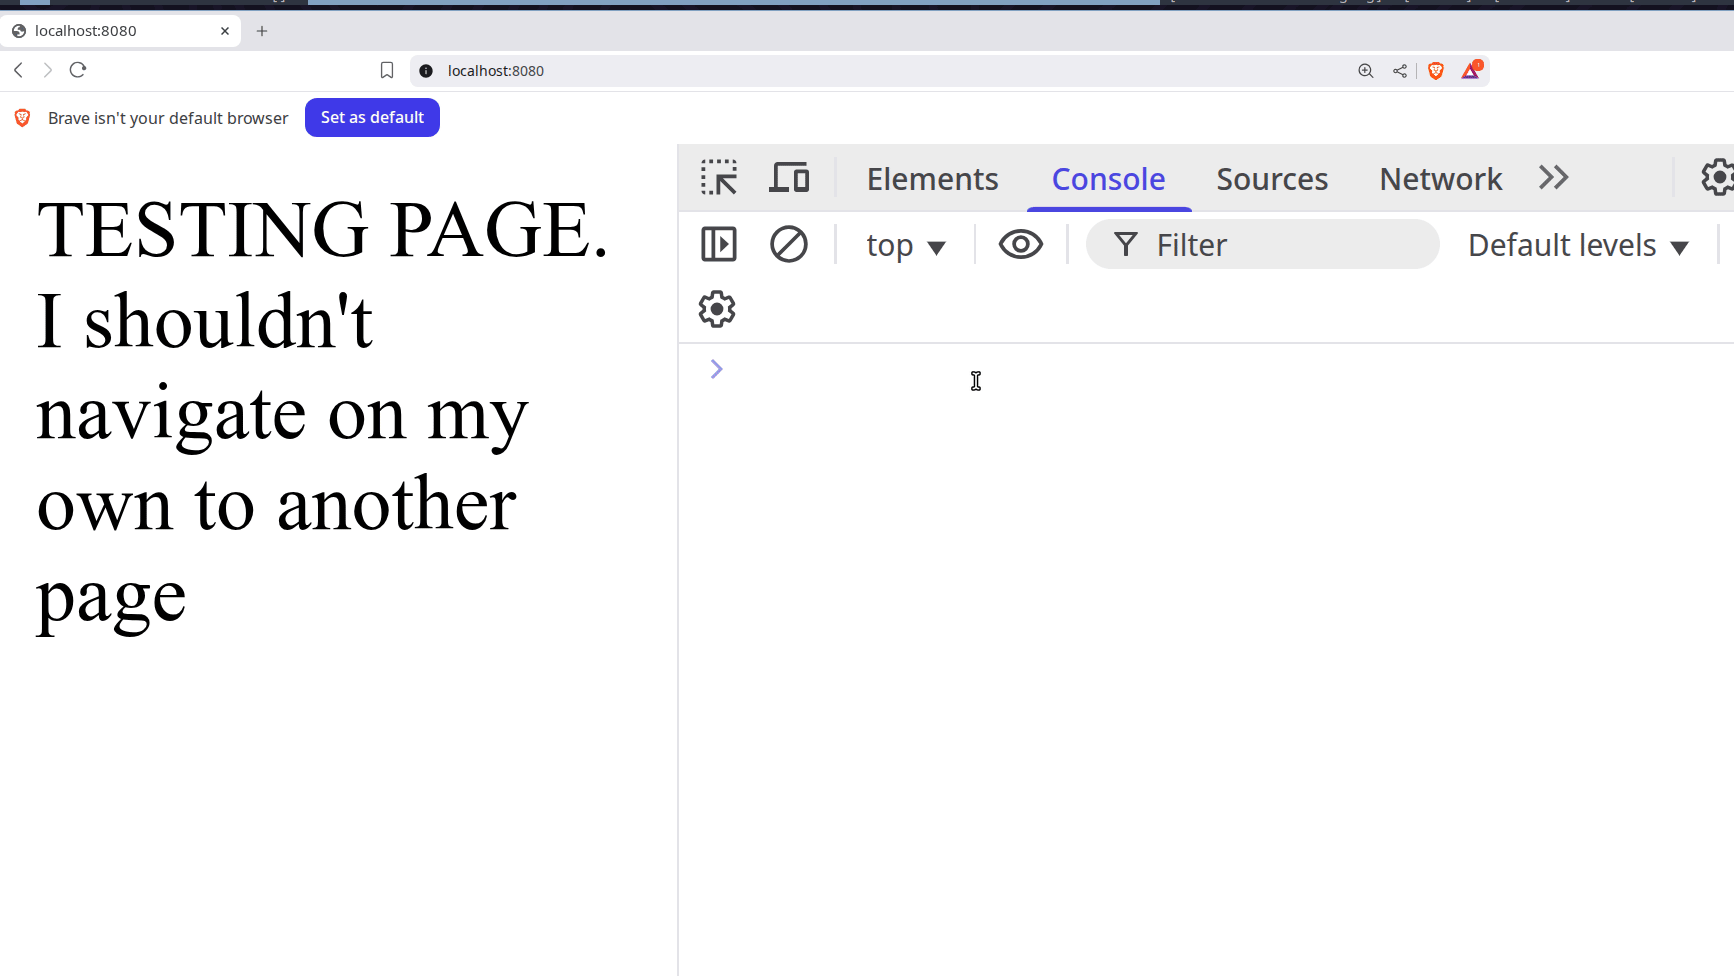 localhost:8080
localhost:8080
Brave isn't your default browser Set as default
TESTING PAGE.
I shouldn't
navigate on my
own to another
page
Elements Console Sources Network
top Filter Default levels